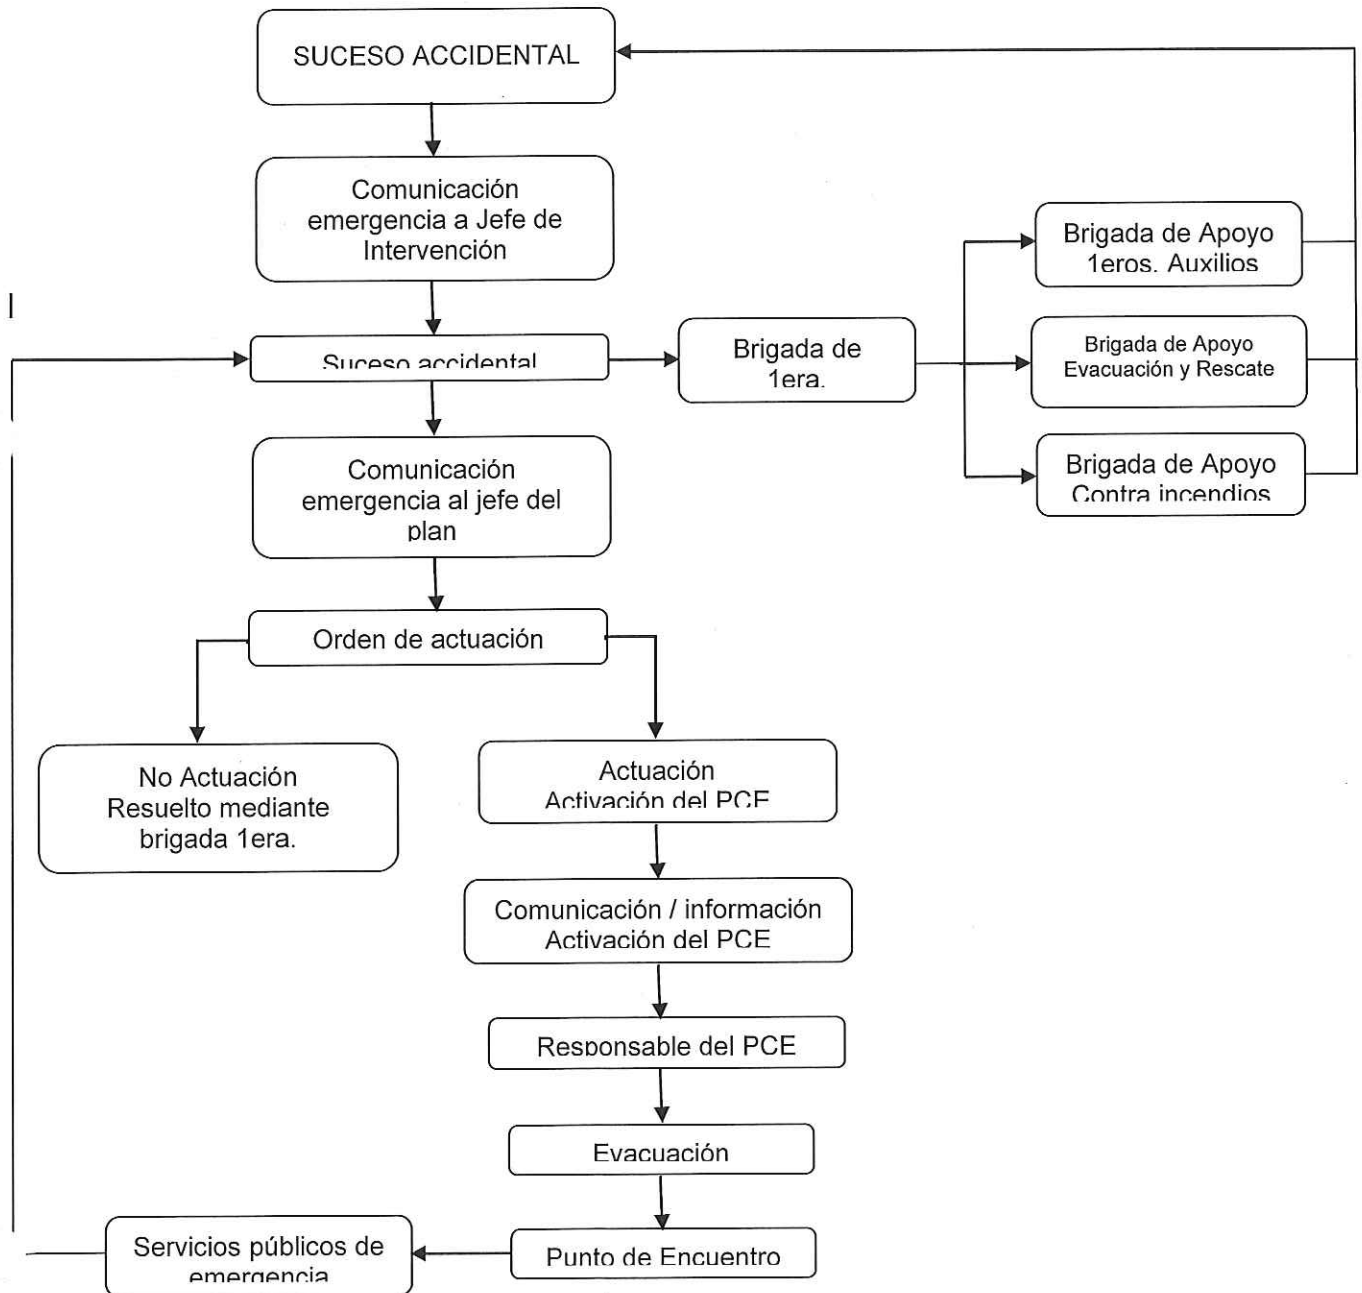 SUCESO ACCIDENTAL
Comunicación
emergencia a Jefe de
Intervención
Suceso accidental
Brigada de
1era.
Brigada de Apoyo
1eros. Auxilios
Brigada de Apoyo
Evacuación y Rescate
Brigada de Apoyo
Contra incendios
Comunicación
emergencia al jefe del
plan
Orden de actuación
No Actuación
Resuelto mediante
brigada 1era.
Actuación
Activación del PCE
Comunicación / información
Activación del PCE
Responsable del PCE
Evacuación
Punto de Encuentro
Servicios públicos de
emergencia